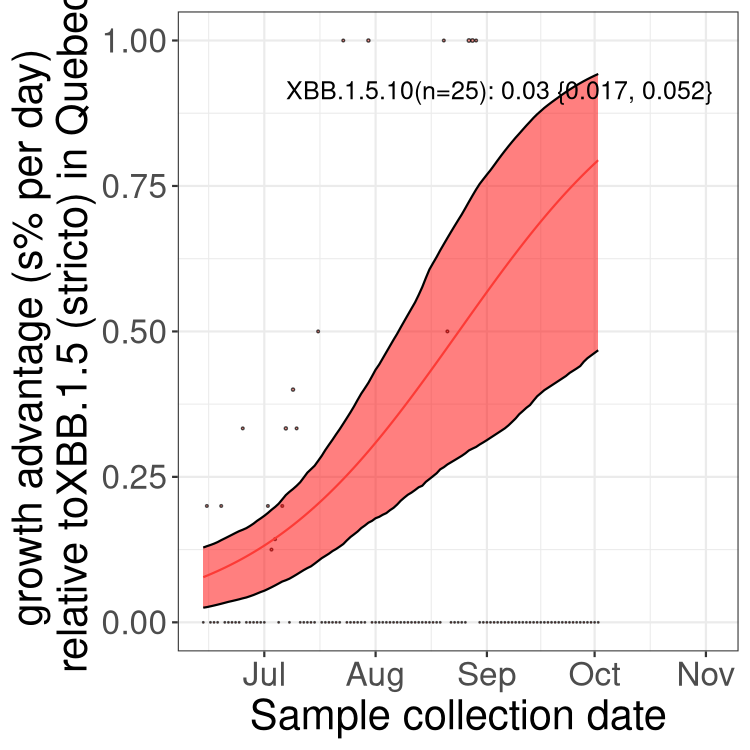 growth advantage (s% per day)
relative toXBB.1.5 (stricto) in Quebec
1.00
0.75
0.50
0.25
0.00
XBB.1.5.10(n=25): 0.03 {0.017, 0.052}
Jul Aug Sep Oct Nov
Sample collection date